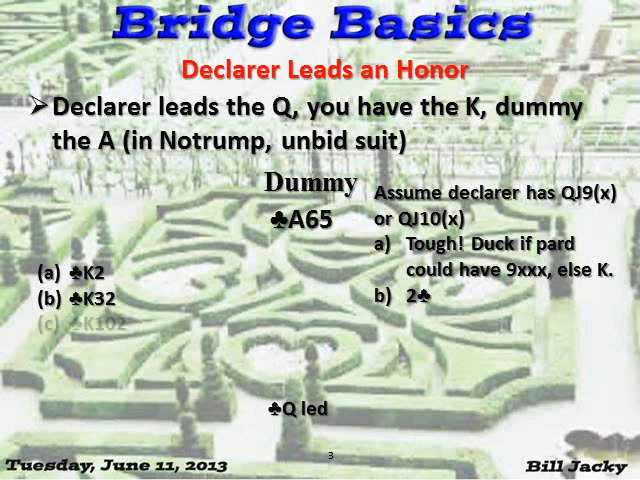 Bridge Basics
Declarer Leads an Honor
➢Declarer leads the Q, you have the K, dummy
the A (in Notrump, unbid suit)
Dummy
♣A65
Assume declarer has QJ9(x)
or QJ10(x)
a) Tough! Duck if pard
could have 9xxx, else K.
b) 2♣
(a) ♣K2
(b) ♣K32
(c) ♣K102
♣Q led
3
Tuesday, June 11, 2013
Bill Jacky